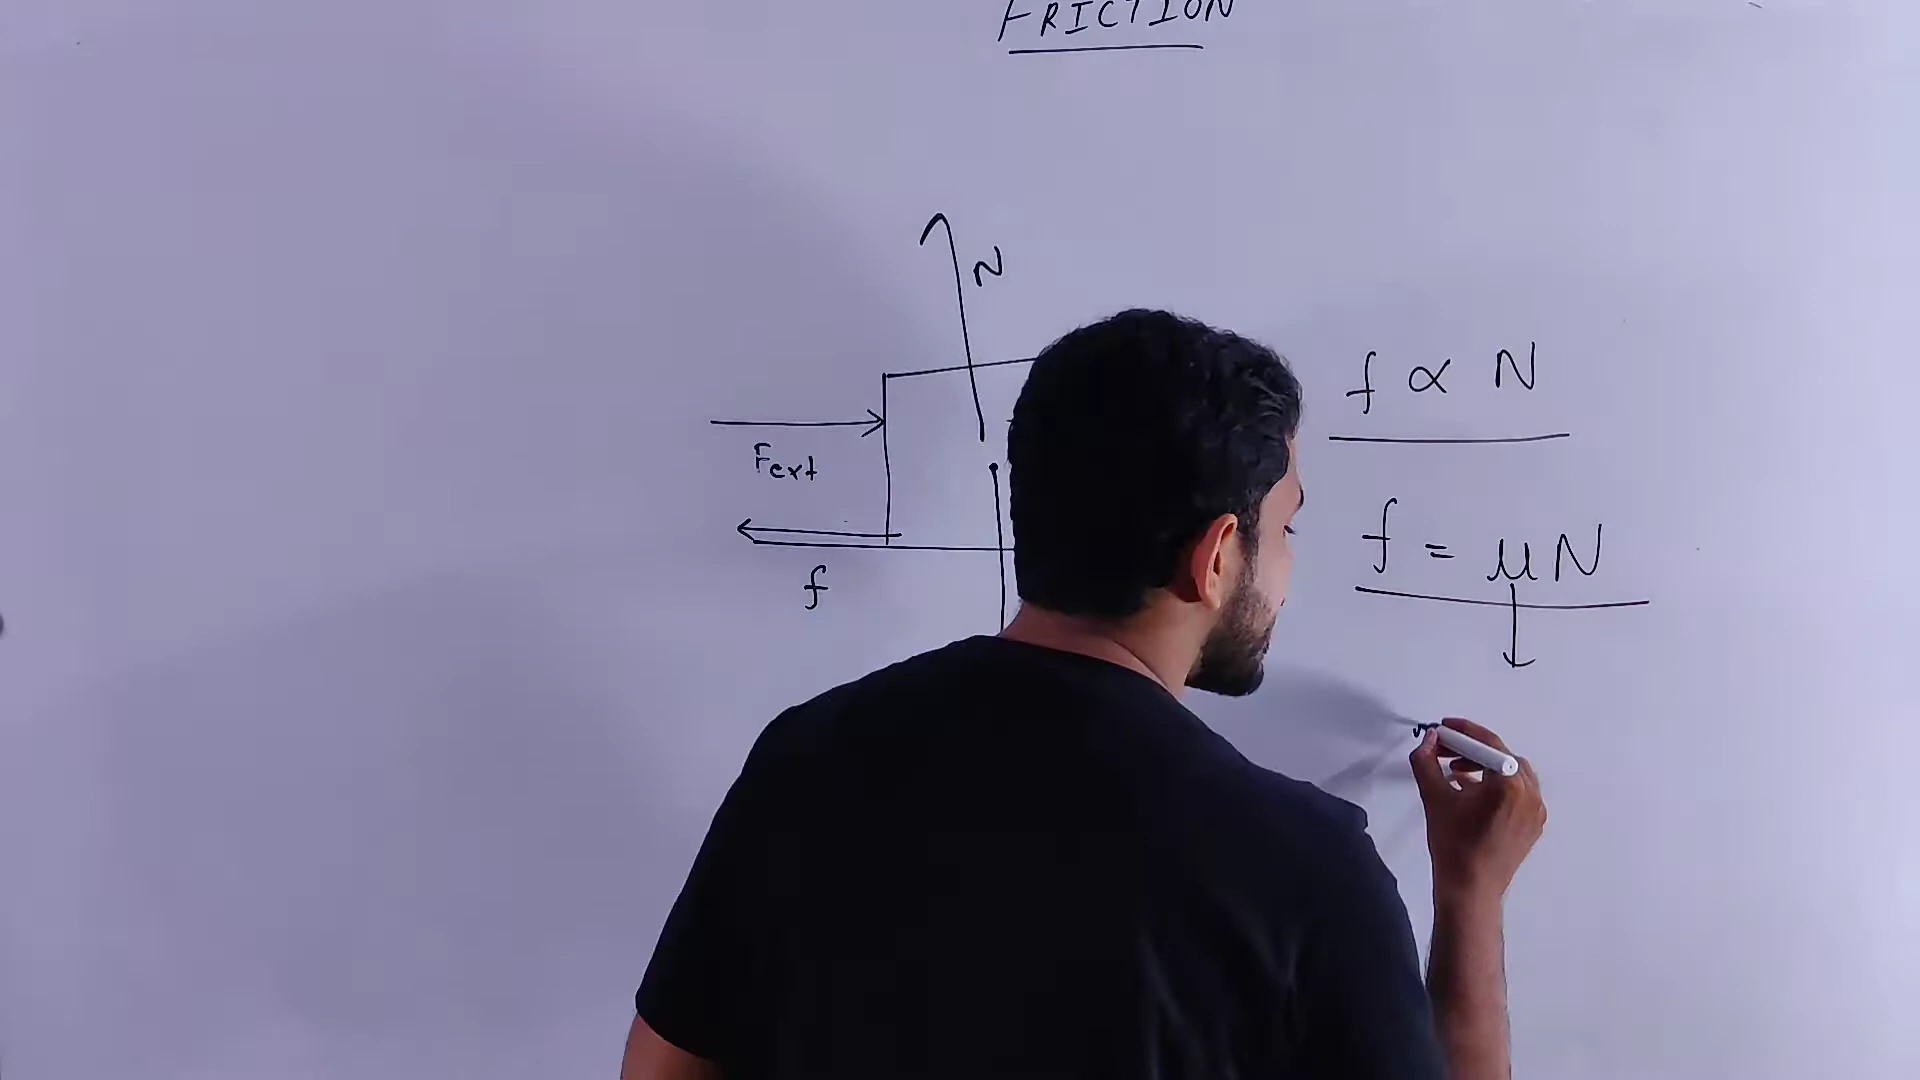 FRICTION
N
f ∝ N
Fext
f = μN
f